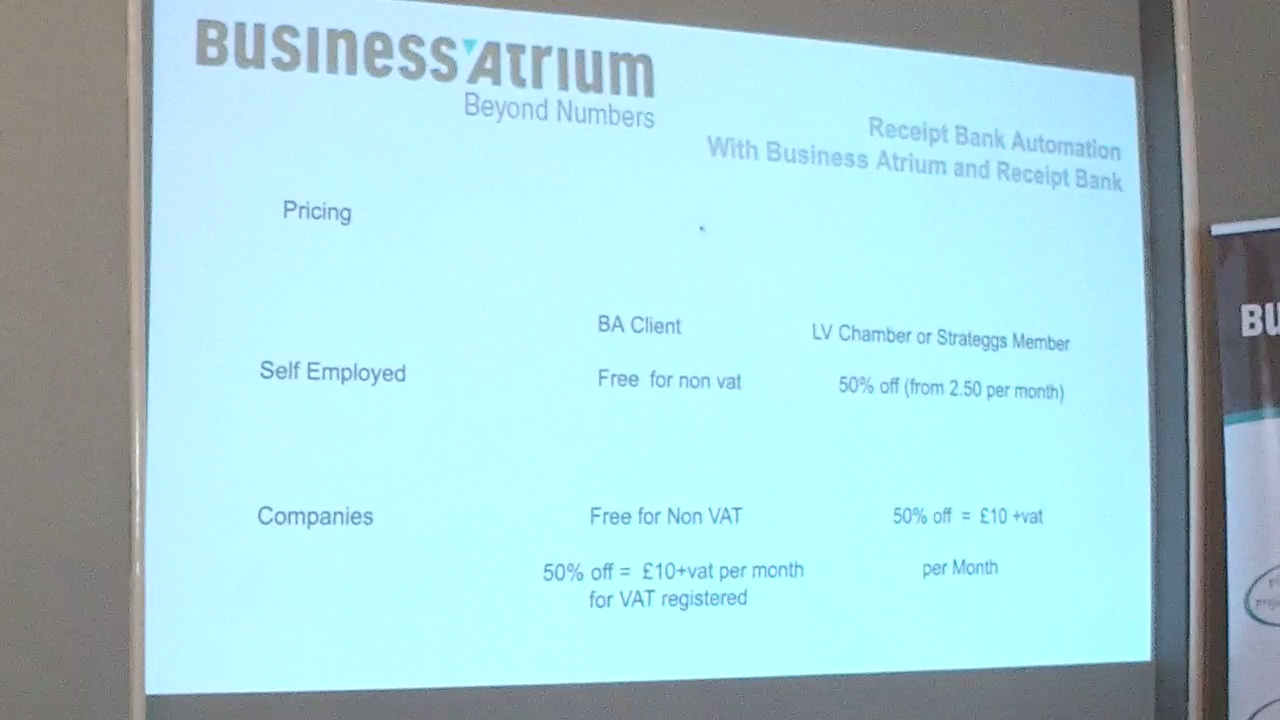 BUSINESS ATRIUM
Beyond Numbers
Receipt Bank Automation
With Business Atrium and Receipt Bank
Pricing
BA Client
LV Chamber or Strateggs Member
Self Employed
Free for non vat
50% off (from 2.50 per month)
Companies
Free for Non VAT
50% off = £10 +vat
50% off = £10+vat per month
per Month
for VAT registered
BU